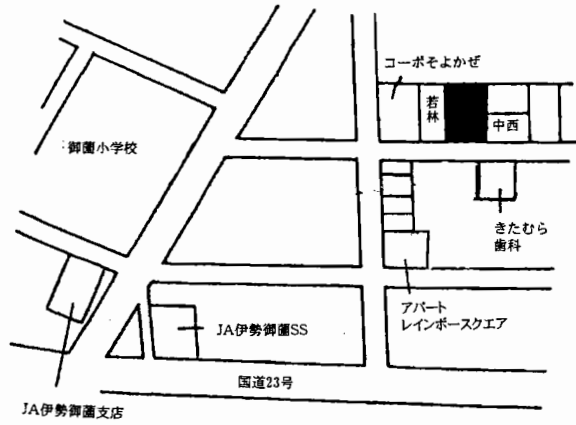 コーポそよかぜ
若林
中西
御薗小学校
きたむら
歯科
アパート
レインボースクエア
JA伊勢御薗SS
国道23号
JA伊勢御薗支店